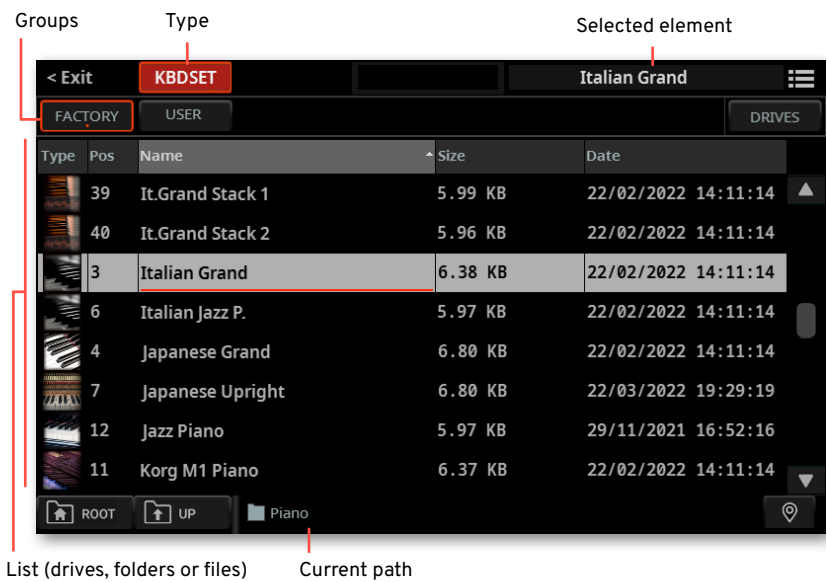 Groups
Type
Selected element
< Exit KBDSET Italian Grand
FACTORY USER DRIVES
Type Pos Name Size Date
39 It.Grand Stack 1 5.99 KB 22/02/2022 14:11:14
40 It.Grand Stack 2 5.96 KB 22/02/2022 14:11:14
3 Italian Grand 6.38 KB 22/02/2022 14:11:14
6 Italian Jazz P. 5.97 KB 22/02/2022 14:11:14
4 Japanese Grand 6.80 KB 22/02/2022 14:11:14
7 Japanese Upright 6.80 KB 22/03/2022 19:29:19
12 Jazz Piano 5.97 KB 29/11/2021 16:52:16
11 Korg M1 Piano 6.37 KB 22/02/2022 14:11:14
ROOT UP Piano
List (drives, folders or files)
Current path